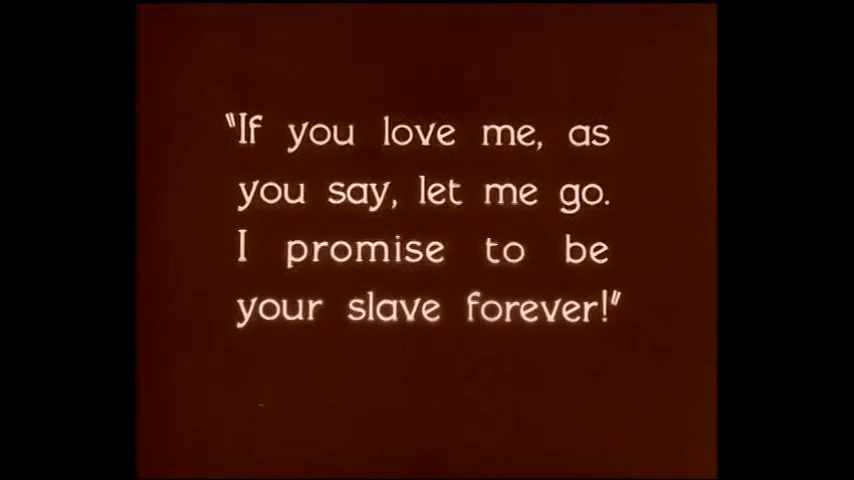 "If you love me, as
you say, let me go.
I promise to be
your slave forever!"